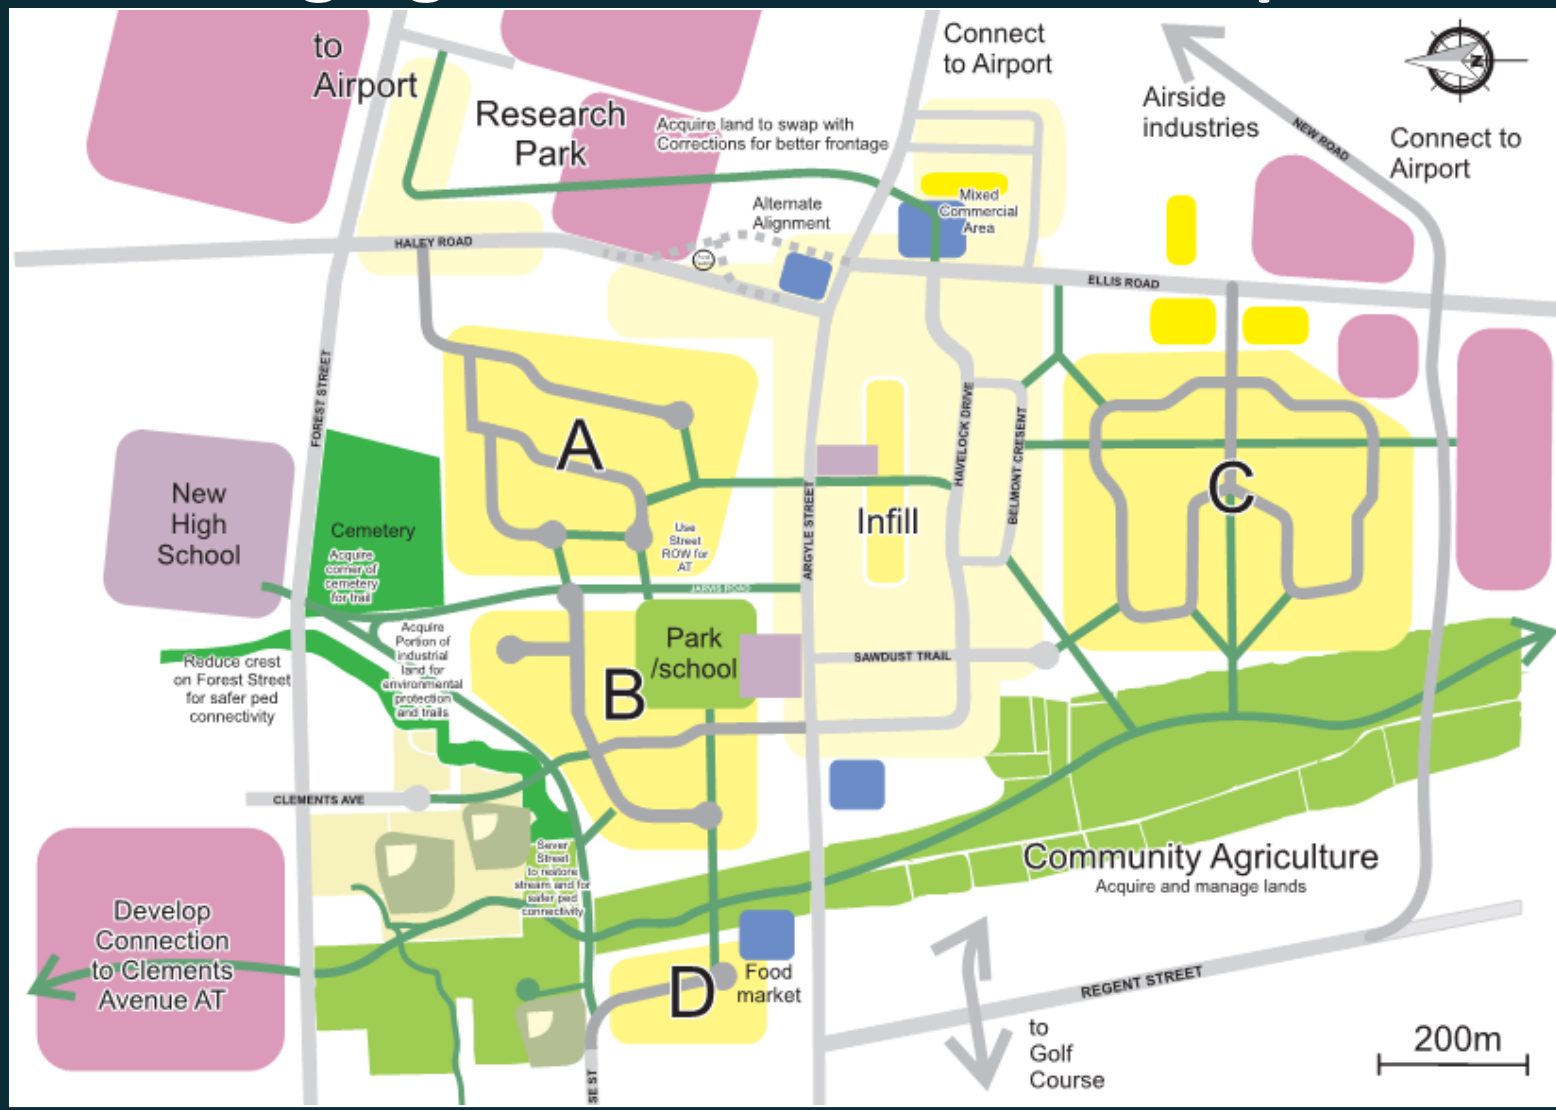 to
Airport
Research
Park
Acquire land to swap with
Corrections for better frontage
Connect
to Airport
Airside
industries
NEW ROAD
Connect to
Airport
N
Alternate
Alignment
Mixed
Commercial
Area
HALEY ROAD
ELLIS ROAD
FOREST STREET
A
C
Infill
HAVELOCK DRIVE
BELMONT CRESENT
ARGYLE STREET
New
High
School
Cemetery
Acquire
corner of
cemetery
for trail
Use
Street
ROW for
AT
JARVIS ROAD
Park
/school
SAWDUST TRAIL
Reduce crest
on Forest Street
for safer ped
connectivity
Acquire
Portion of
industrial
land for
environmental
protection
and trails
B
CLEMENTS AVE
Sever
Street
to restore
stream and for
safer ped
connectivity
Community Agriculture
Acquire and manage lands
Develop
Connection
to Clements
Avenue AT
D
Food
market
REGENT STREET
to
Golf
Course
200m
SE ST